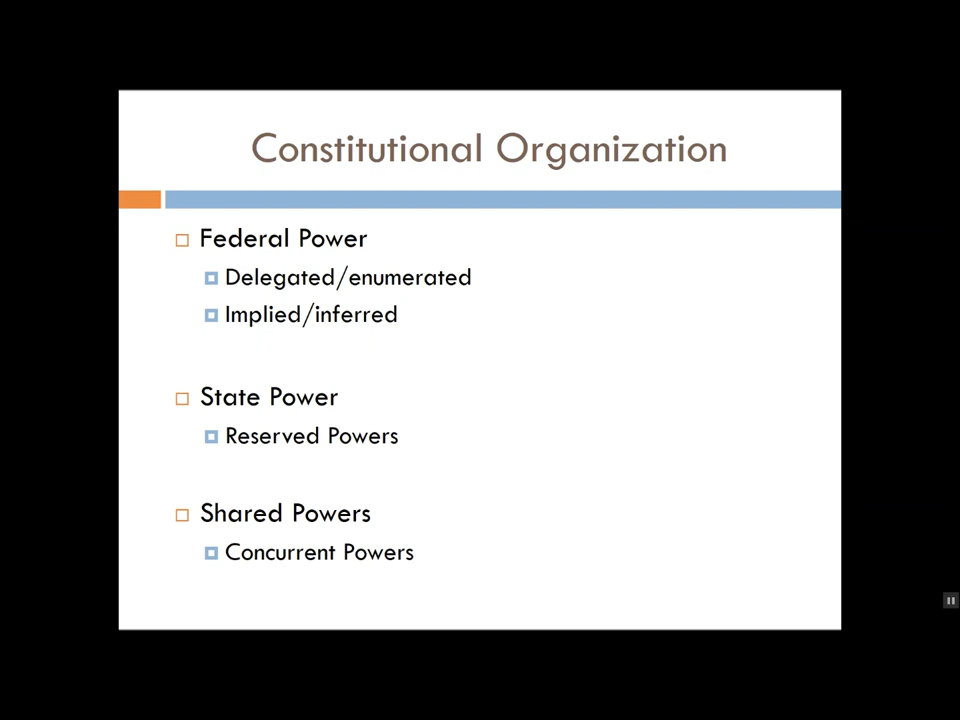 Constitutional Organization
Federal Power
Delegated/enumerated
Implied/inferred
State Power
Reserved Powers
Shared Powers
Concurrent Powers